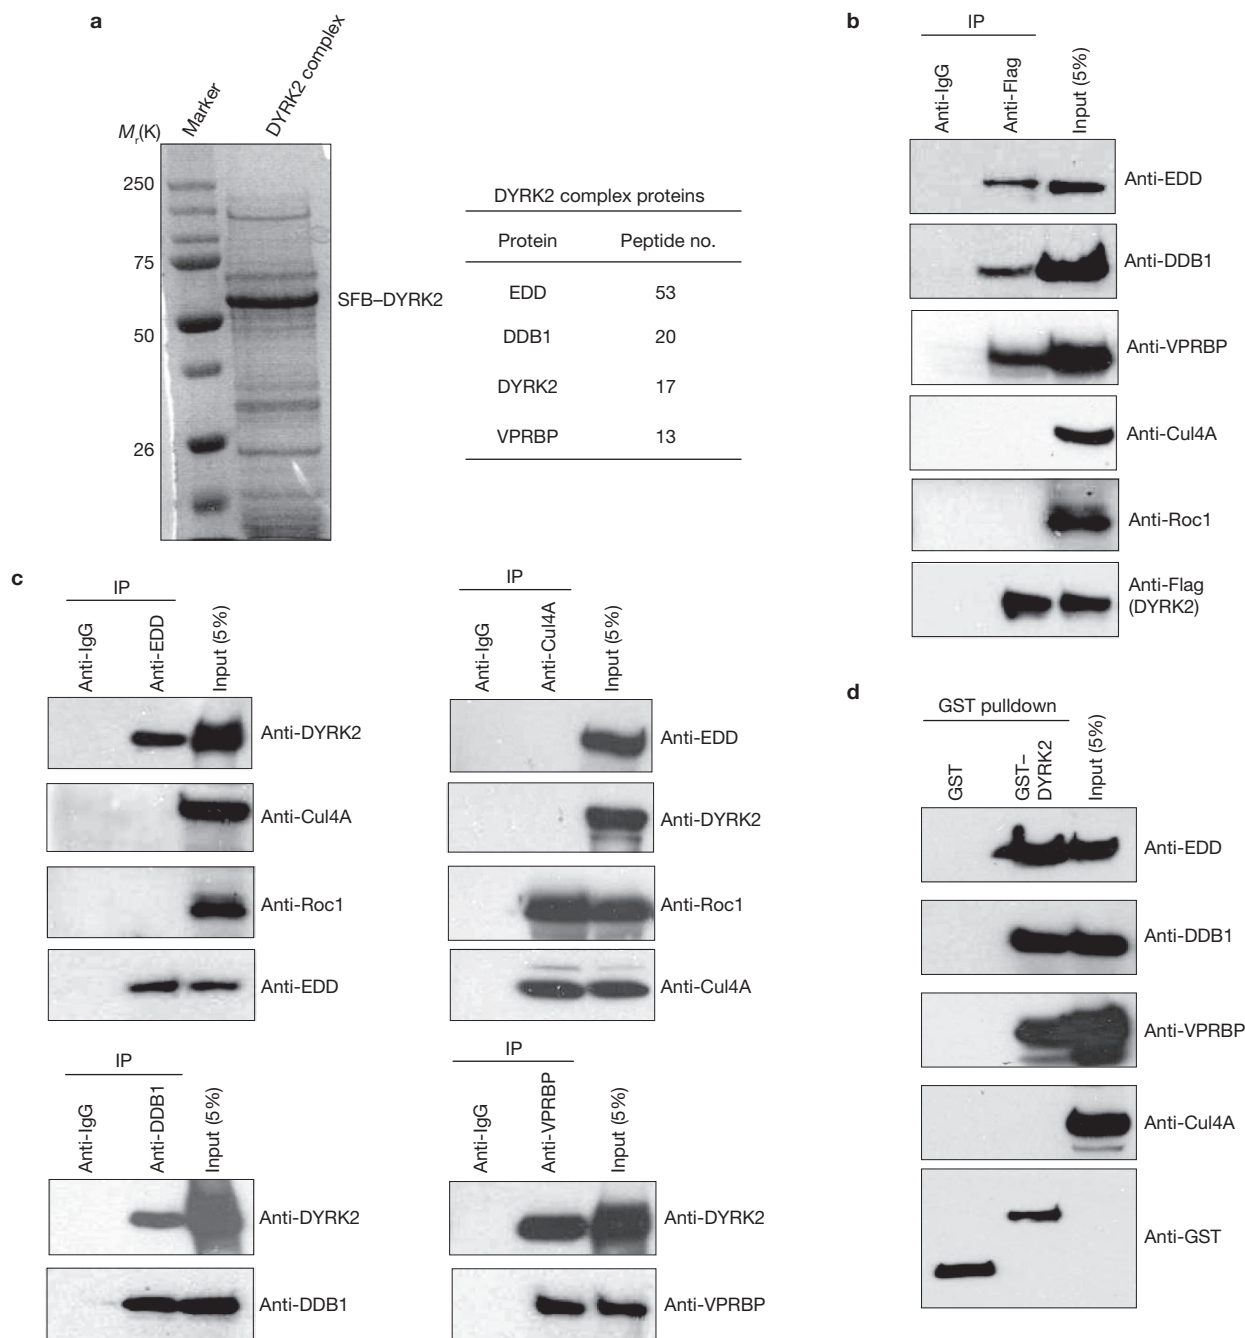 a
Marker
DYRK2 complex
Mr(K)
250
75
50
26
SFB–DYRK2
DYRK2 complex proteins
Protein Peptide no.
EDD 53
DDB1 20
DYRK2 17
VPRBP 13
b
IP
Anti-IgG
Anti-Flag
Input (5%)
Anti-EDD
Anti-DDB1
Anti-VPRBP
Anti-Cul4A
Anti-Roc1
Anti-Flag
(DYRK2)
c
IP
Anti-IgG
Anti-EDD
Input (5%)
Anti-DYRK2
Anti-Cul4A
Anti-Roc1
Anti-EDD
IP
Anti-IgG
Anti-Cul4A
Input (5%)
Anti-EDD
Anti-DYRK2
Anti-Roc1
Anti-Cul4A
IP
Anti-IgG
Anti-DDB1
Input (5%)
Anti-DYRK2
Anti-DDB1
IP
Anti-IgG
Anti-VPRBP
Input (5%)
Anti-DYRK2
Anti-VPRBP
d
GST pulldown
GST
GST–
DYRK2
Input (5%)
Anti-EDD
Anti-DDB1
Anti-VPRBP
Anti-Cul4A
Anti-GST